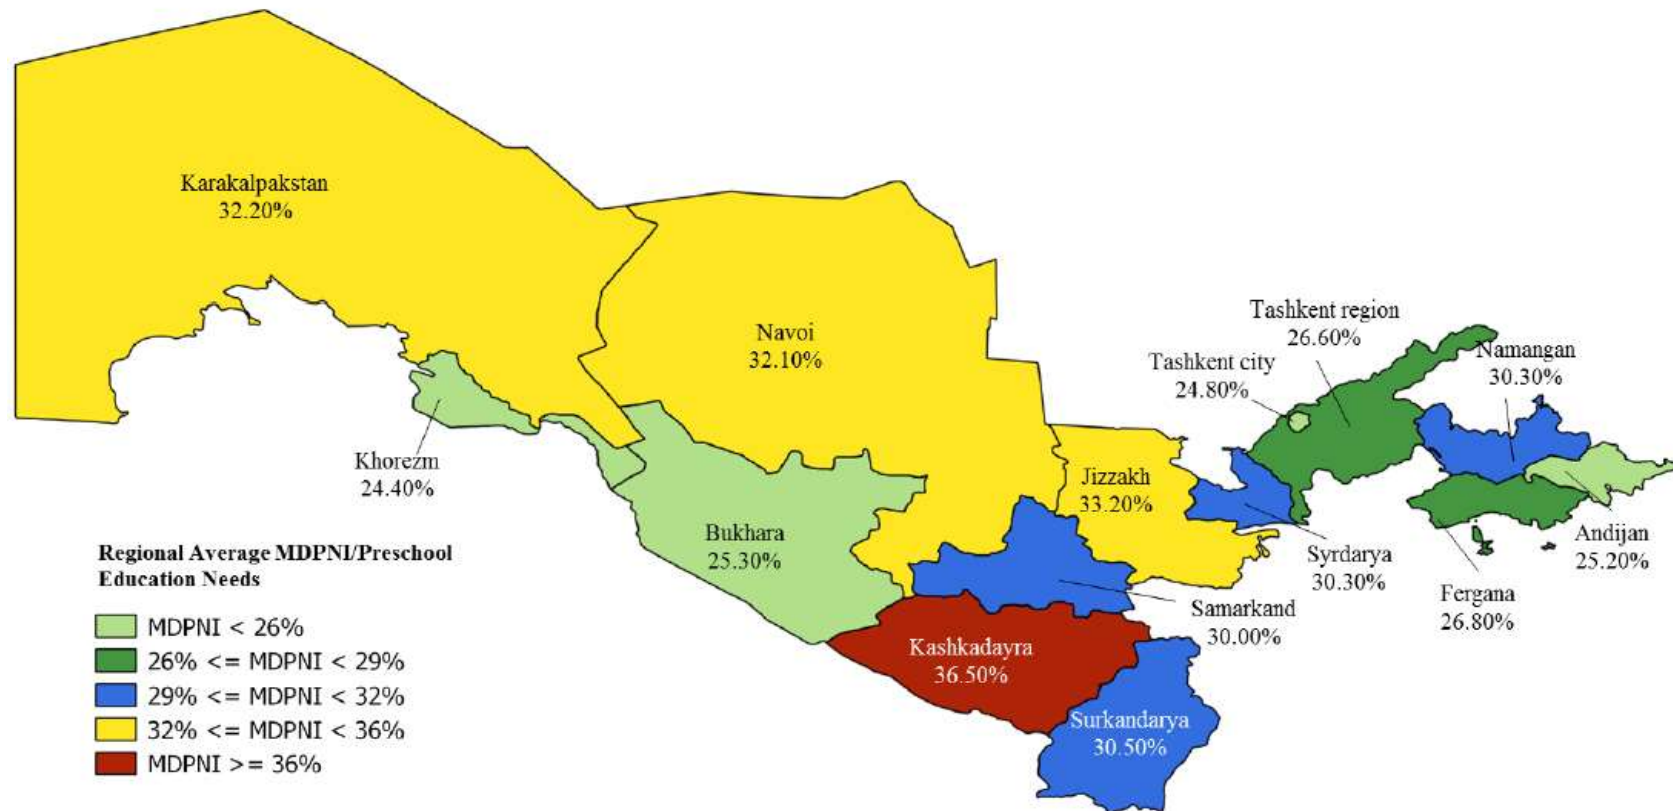 Karakalpakstan
32.20%
Navoi
32.10%
Tashkent region
26.60%
Tashkent city
24.80%
Namangan
30.30%
Khorezm
24.40%
Bukhara
25.30%
Jizzakh
33.20%
Syrdarya
30.30%
Andijan
25.20%
Fergana
26.80%
Samarkand
30.00%
Kashkadayra
36.50%
Surkandarya
30.50%
Regional Average MDPNI/Preschool
Education Needs
MDPNI < 26%
26% <= MDPNI < 29%
29% <= MDPNI < 32%
32% <= MDPNI < 36%
MDPNI >= 36%